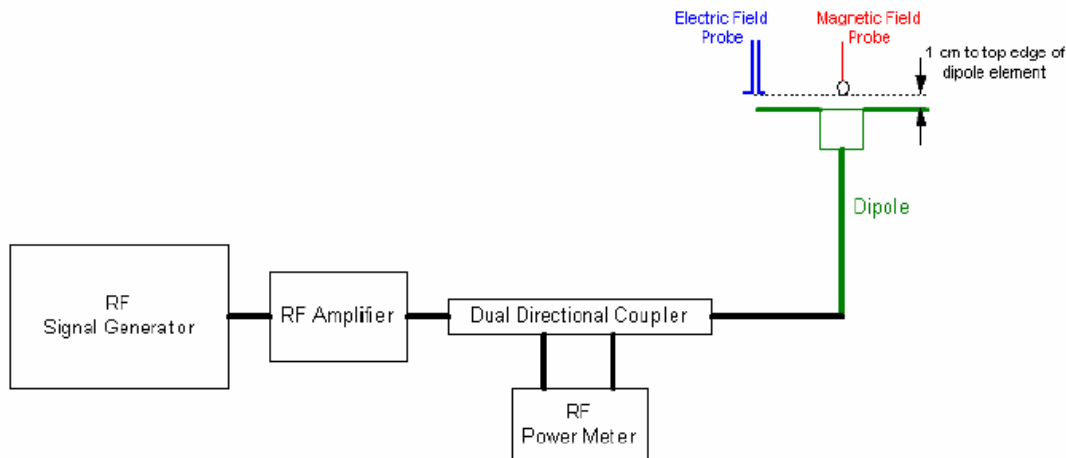 Electric Field
Probe
Magnetic Field
Probe
1 cm to top edge of
dipole element
Dipole
RF
Signal Generator
RF Amplifier
Dual Directional Coupler
RF
Power Meter